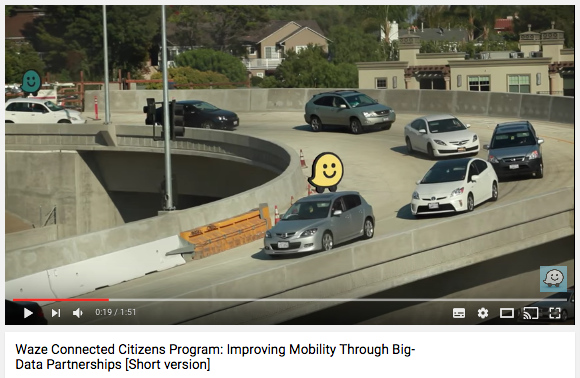 0:19 / 1:51
Waze Connected Citizens Program: Improving Mobility Through Big-
Data Partnerships [Short version]